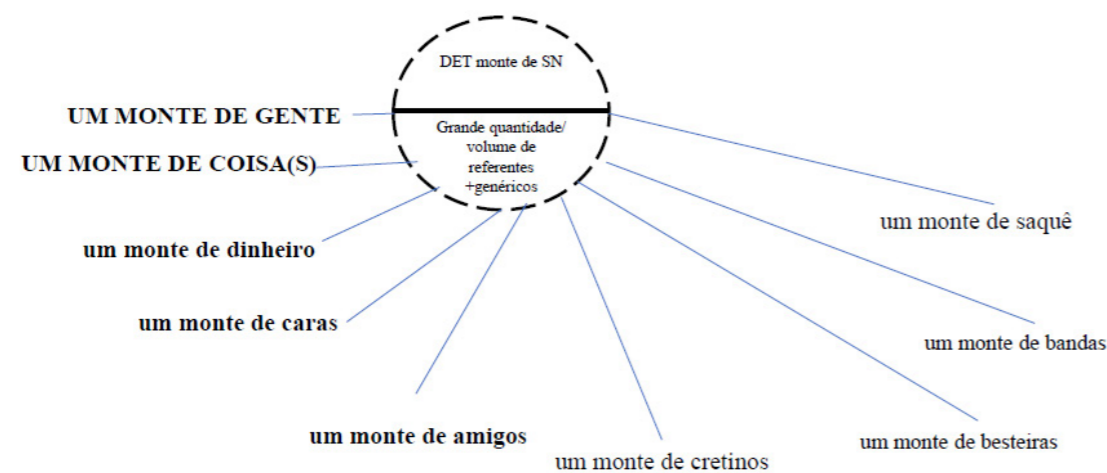 DET monte de SN
UM MONTE DE GENTE
Grande quantidade/
volume de
referentes
+genéricos
UM MONTE DE COISA(S)
um monte de saquê
um monte de dinheiro
um monte de caras
um monte de bandas
um monte de amigos
um monte de besteiras
um monte de cretinos